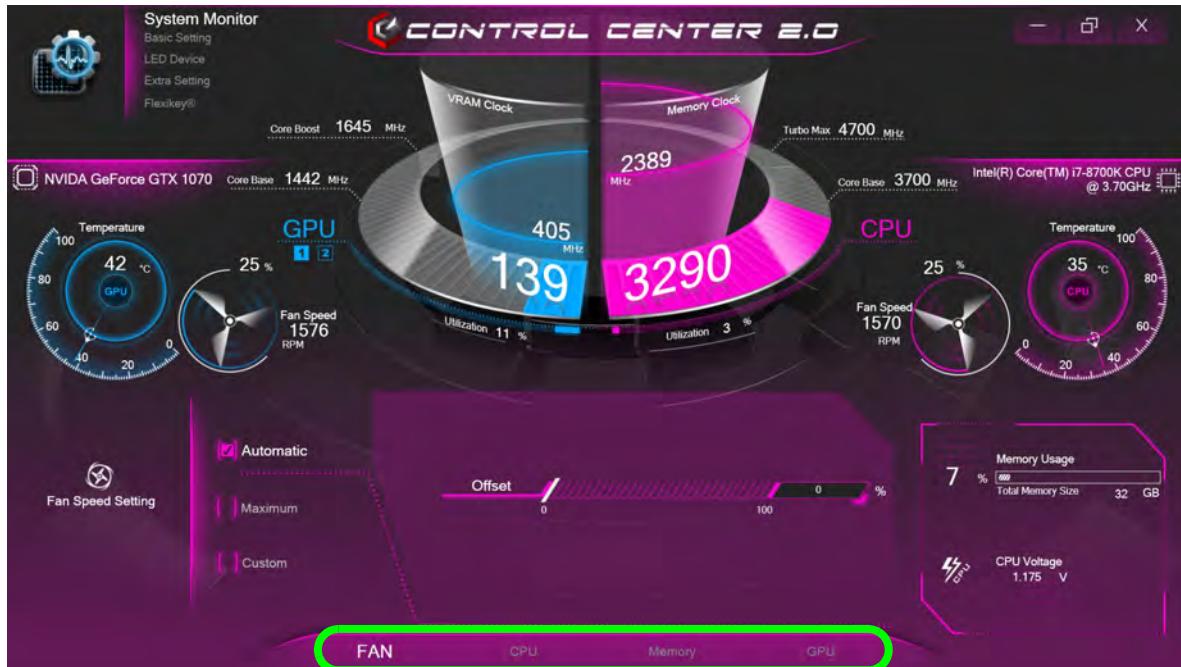 System Monitor
Basic Setting
LED Device
Extra Setting
Flexikey®
CONTROL CENTER 2.0
VRAM Clock
Memory Clock
Core Boost 1645 MHz
Turbo Max 4700 MHz
2389
MHz
NVIDA GeForce GTX 1070
Core Base 1442 MHz
Core Base 3700 MHz
Intel(R) Core(TM) i7-8700K CPU
@ 3.70GHz
Temperature
100
80
60
40
20
0
42 °C
GPU
25 %
Fan Speed
1576
RPM
GPU
1 2
405
MHz
139
3290
Utilization 11 %
Utilization 3 %
CPU
25 %
Fan Speed
1570
RPM
Temperature
100
80
60
40
20
0
35 °C
CPU
Fan Speed Setting
Automatic
Maximum
Custom
Offset
0
100
0 %
7 %
Memory Usage
Total Memory Size 32 GB
CPU
CPU Voltage
1.175 V
FAN CPU Memory GPU